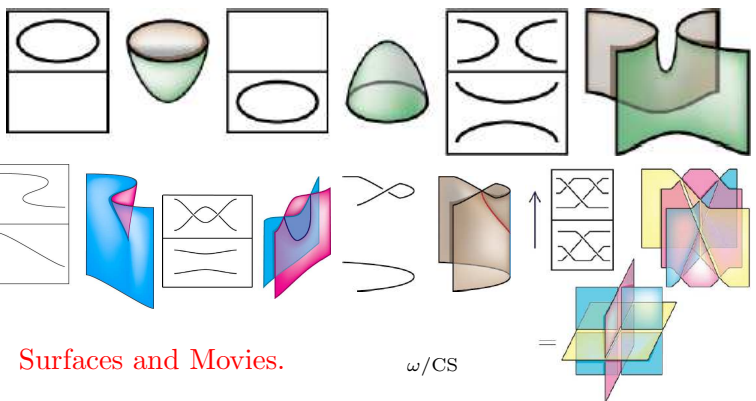 =
Surfaces and Movies.
ω/CS